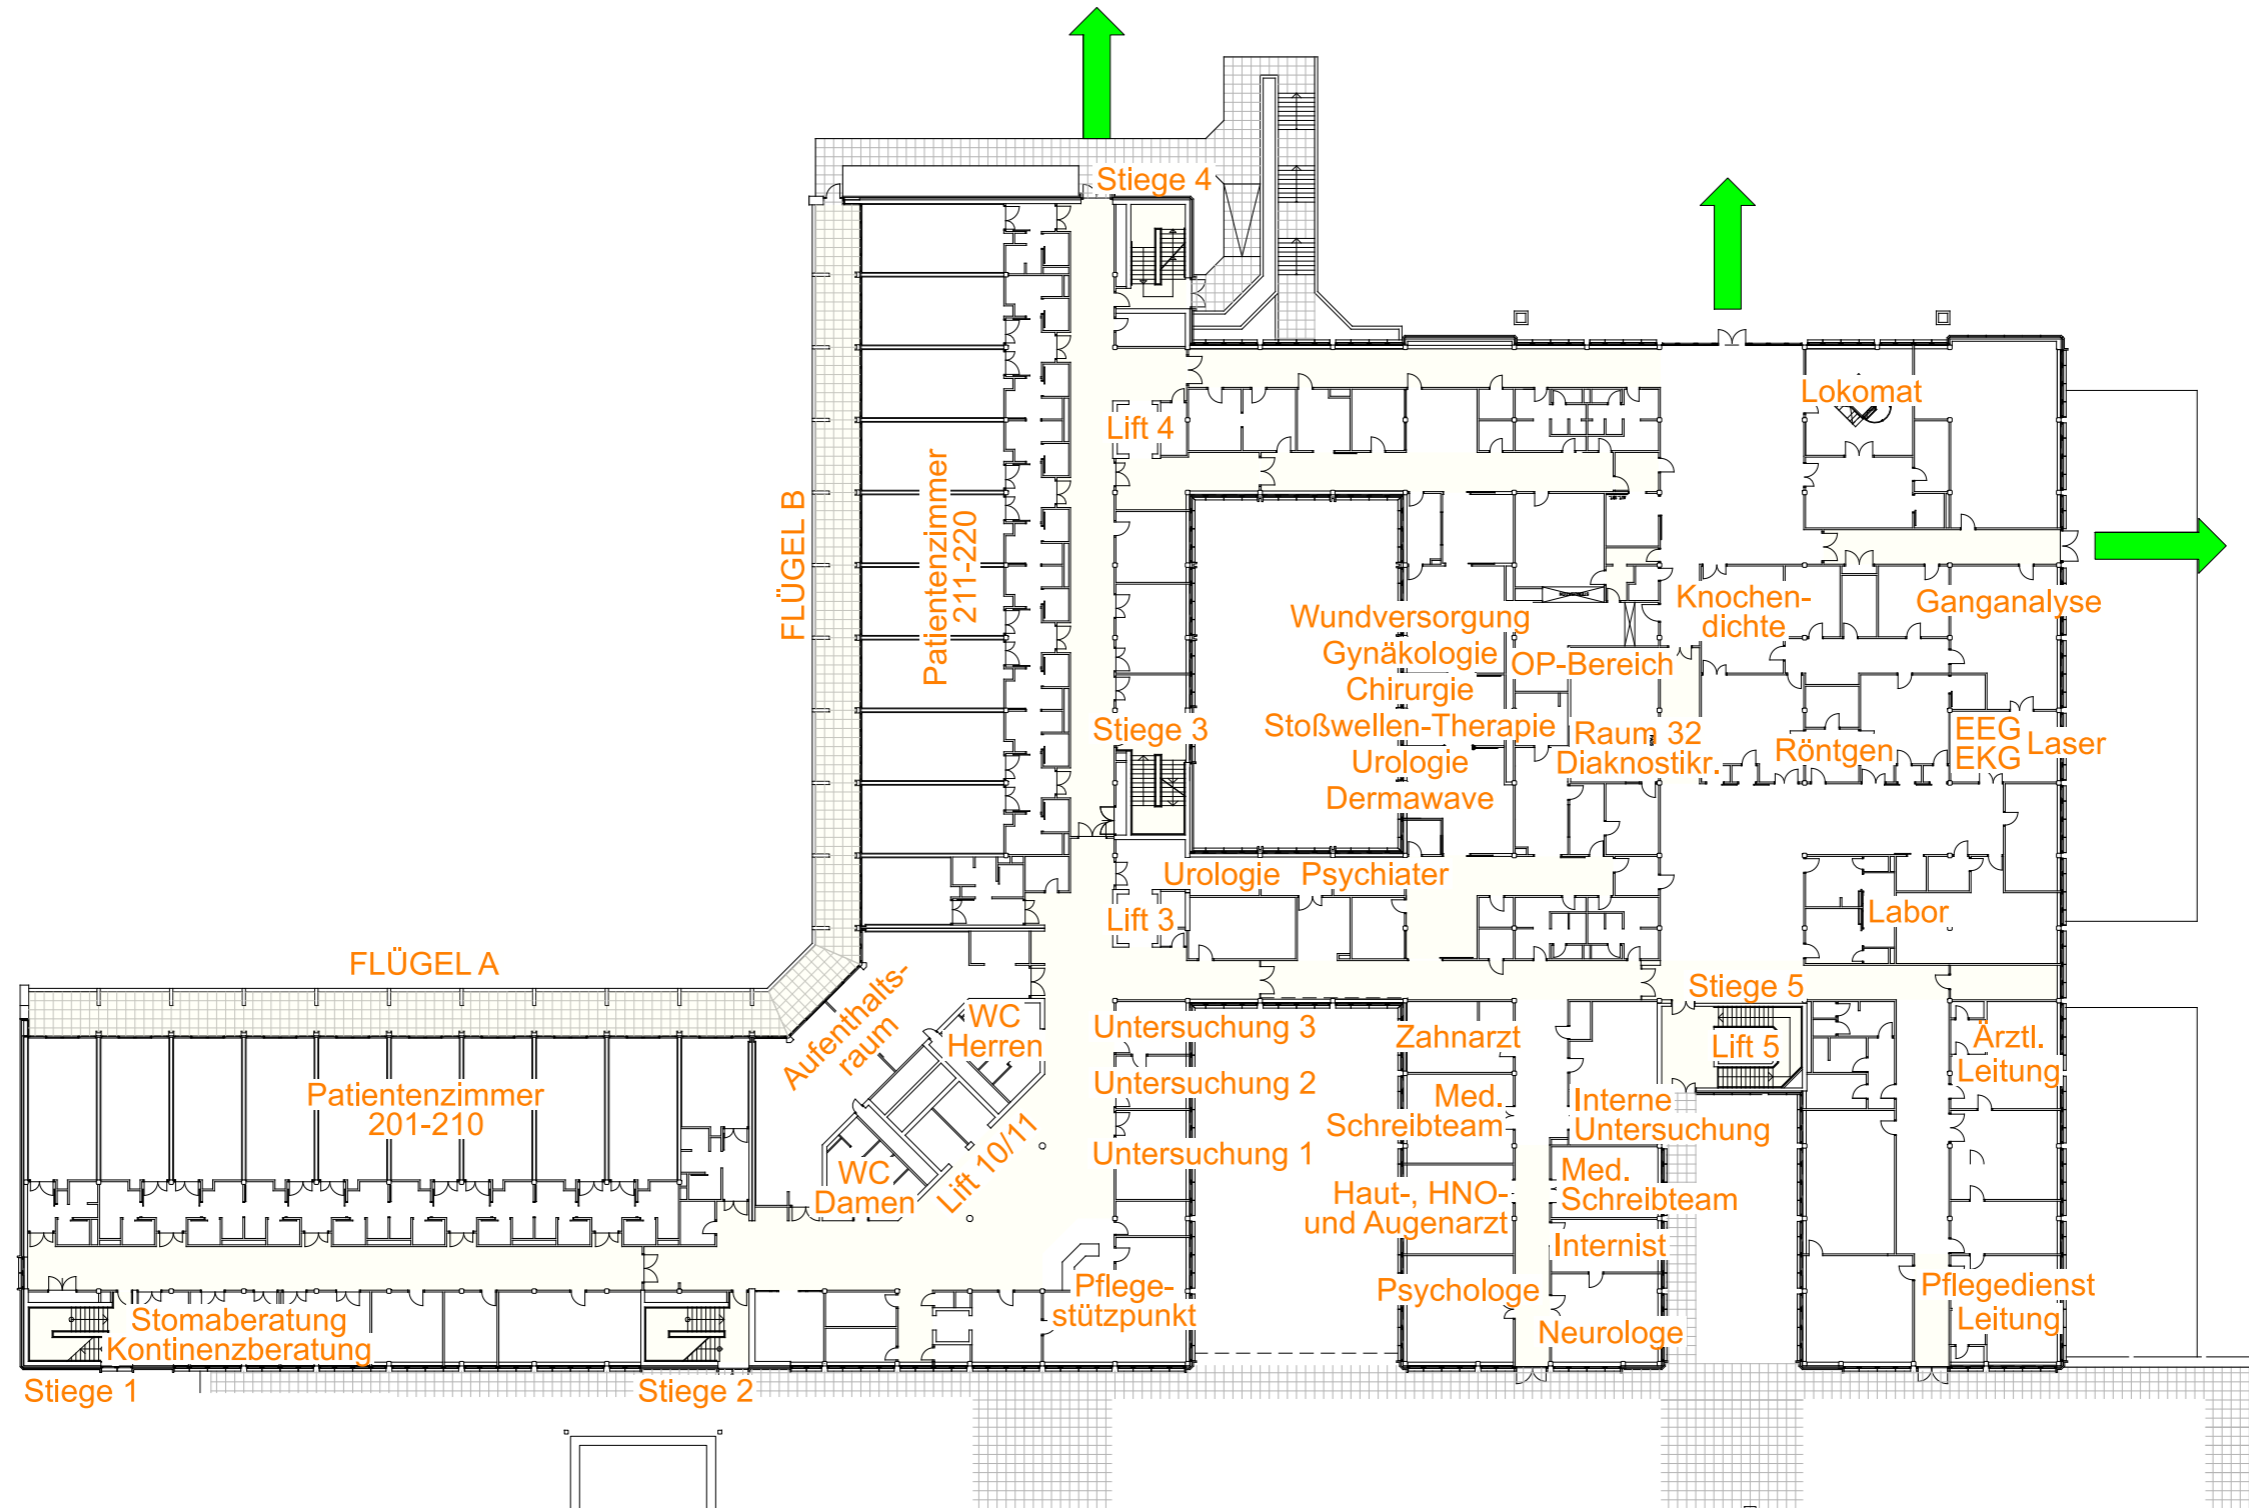 Stiege 4
Lokomat
Lift 4
FLÜGEL B
Patientenzimmer
211-220
Knochen-
dichte
Ganganalyse
Wundversorgung
Gynäkologie
Chirurgie
Stoßwellen-Therapie
Urologie
Dermawave
OP-Bereich
Raum 32
Diaknostikr.
Röntgen
EEG
EKG
Laser
Stiege 3
Urologie
Psychiater
Lift 3
Labor
FLÜGEL A
Aufenthalts-
raum
WC
Herren
Stiege 5
Lift 5
Untersuchung 3
Untersuchung 2
Untersuchung 1
Zahnarzt
Med.
Schreibteam
Interne
Untersuchung
Ärztl.
Leitung
Patientenzimmer
201-210
WC
Damen
Lift 10/11
Haut-, HNO-
und Augenarzt
Med.
Schreibteam
Internist
Psychologe
Neurologe
Pflege-
stützpunkt
Pflegedienst
Leitung
Stomaberatung
Kontinenzberatung
Stiege 1
Stiege 2